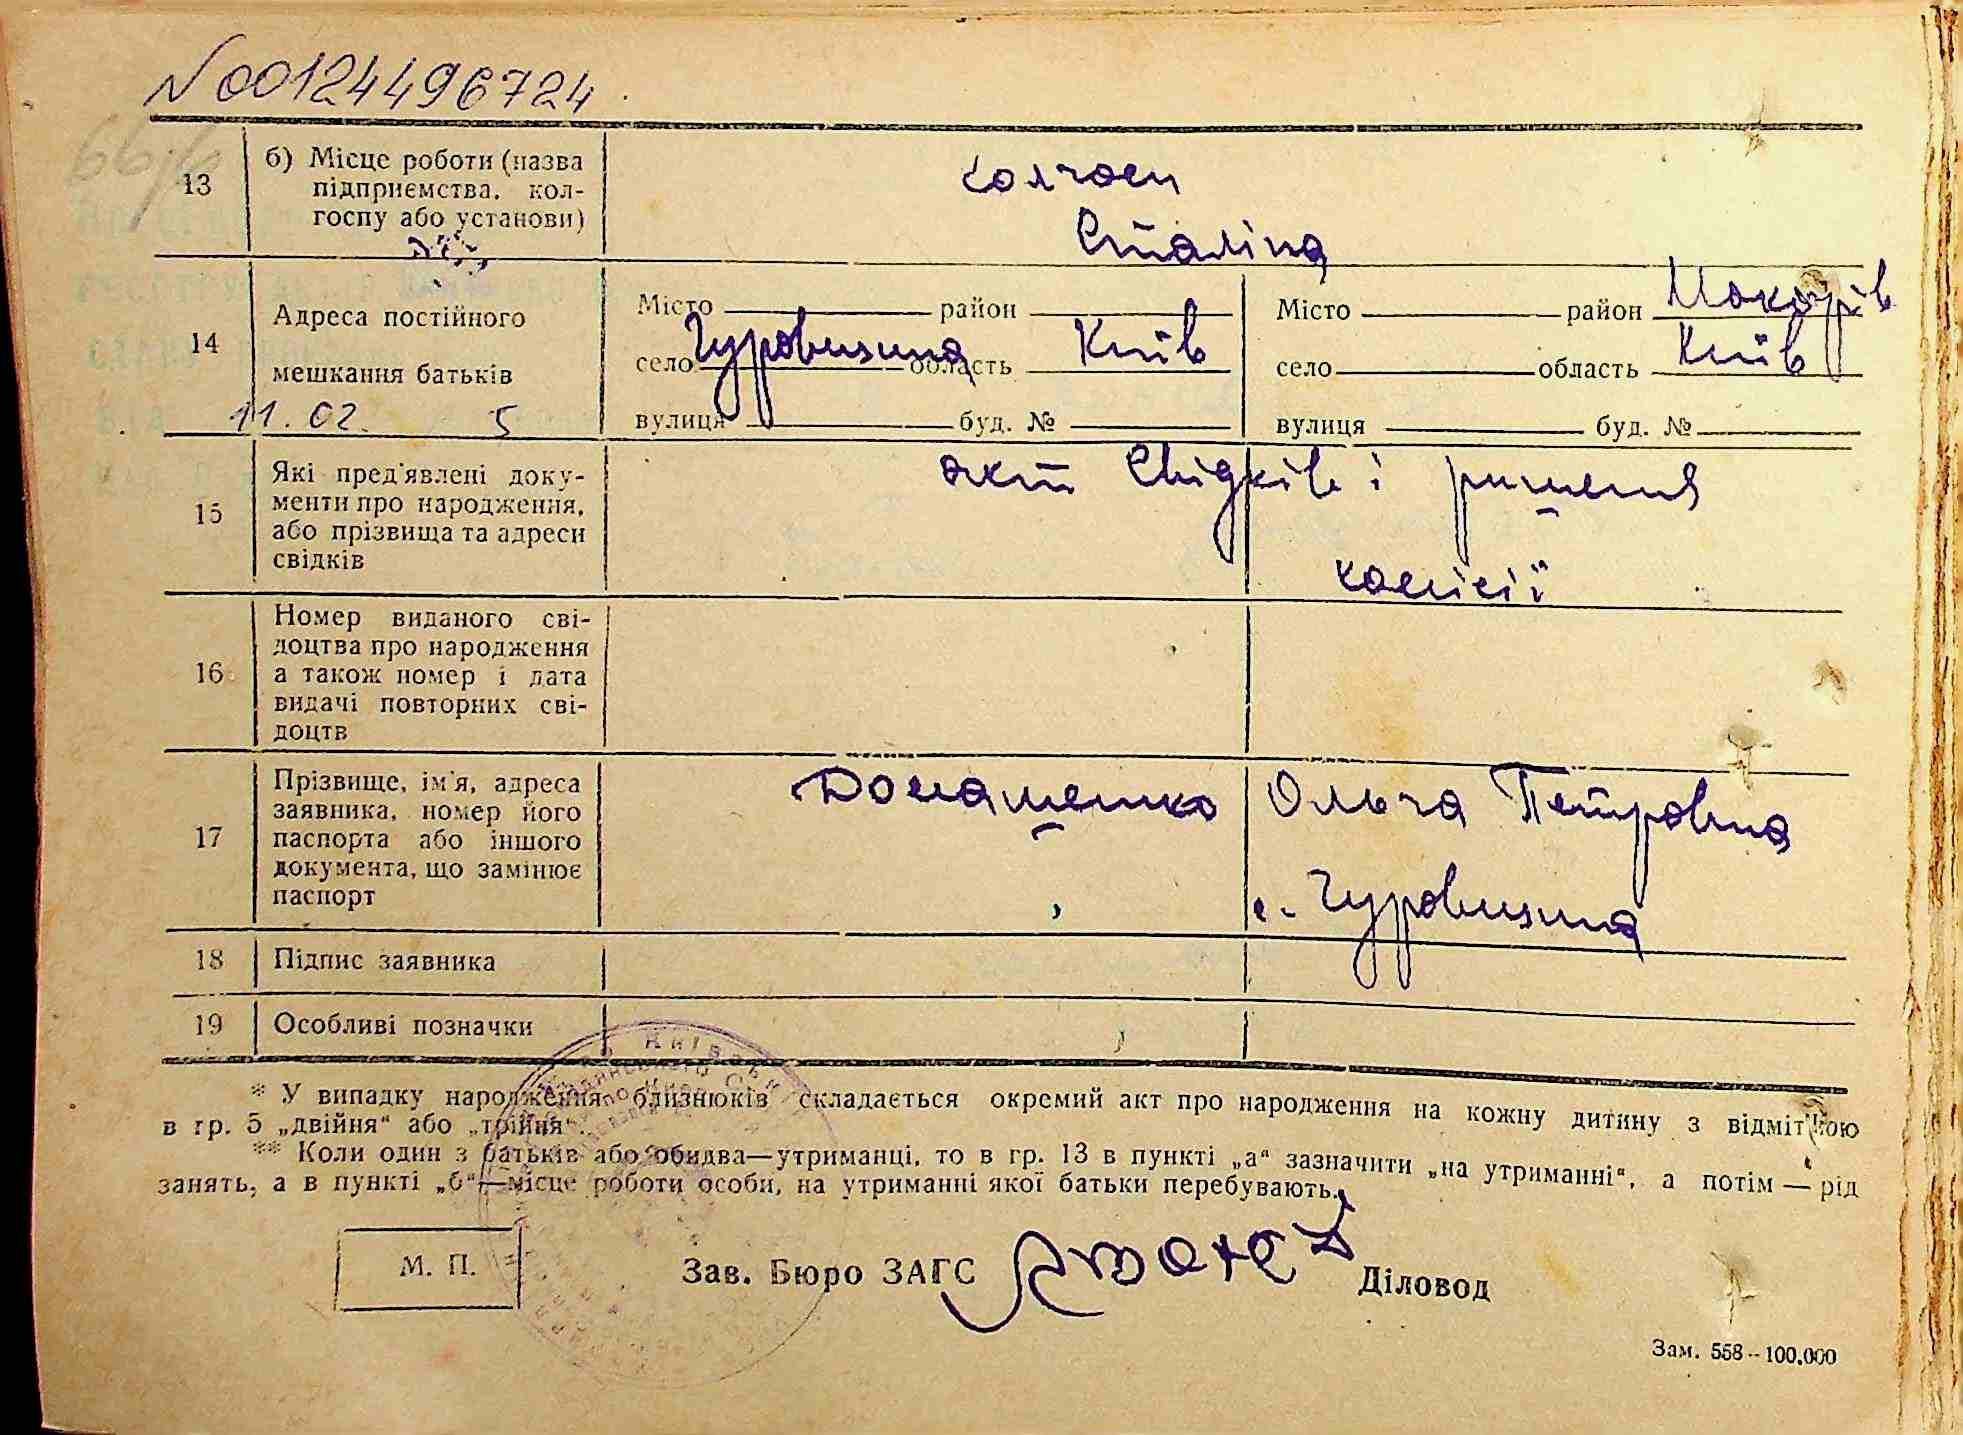 N00124496724
13
б) Місце роботи (назва
підприємства, кол-
госпу або установи)
колгосп
Сталіна
14
Адреса постійного
мешкання батьків
11.02. 5
Місто район
село Гуровщина область Київ
вулиця буд. №
Місто район Макарів
село область Київ
вулиця буд. №
15
Які пред'явлені доку-
менти про народження,
або прізвища та адреси
свідків
акт свідків і рішення
комісії
16
Номер виданого сві-
доцтва про народження
а також номер і дата
видачі повторних сві-
доцтв
17
Прізвище, ім'я, адреса
заявника, номер його
паспорта або іншого
документа, що замінює
паспорт
Домашенко Ольга Петровна
с. Гуровщина
18
Підпис заявника
19
Особливі позначки
* У випадку народження близнюків складається окремий акт про народження на кожну дитину з відміткою
в гр. 5 „двійня“ або „трійня“.
** Коли один з батьків або обидва—утриманці, то в гр. 13 в пункті „а“ зазначити „на утриманні“, а потім — рід
занять, а в пункті „б“—місце роботи особи, на утриманні якої батьки перебувають.
М. П.
Зав. Бюро ЗАГС
Діловод
Зам. 558--100.000